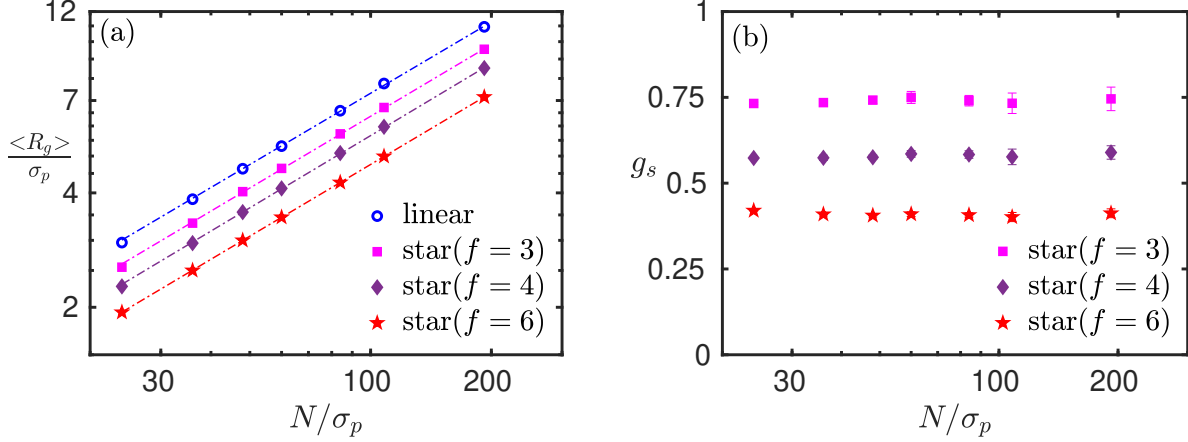 (a)
12
7
4
2
<R_g>
σ_p
linear
star(f = 3)
star(f = 4)
star(f = 6)
30
100
200
N/σ_p
(b)
1
0.75
0.5
0.25
0
g_s
star(f = 3)
star(f = 4)
star(f = 6)
30
100
200
N/σ_p